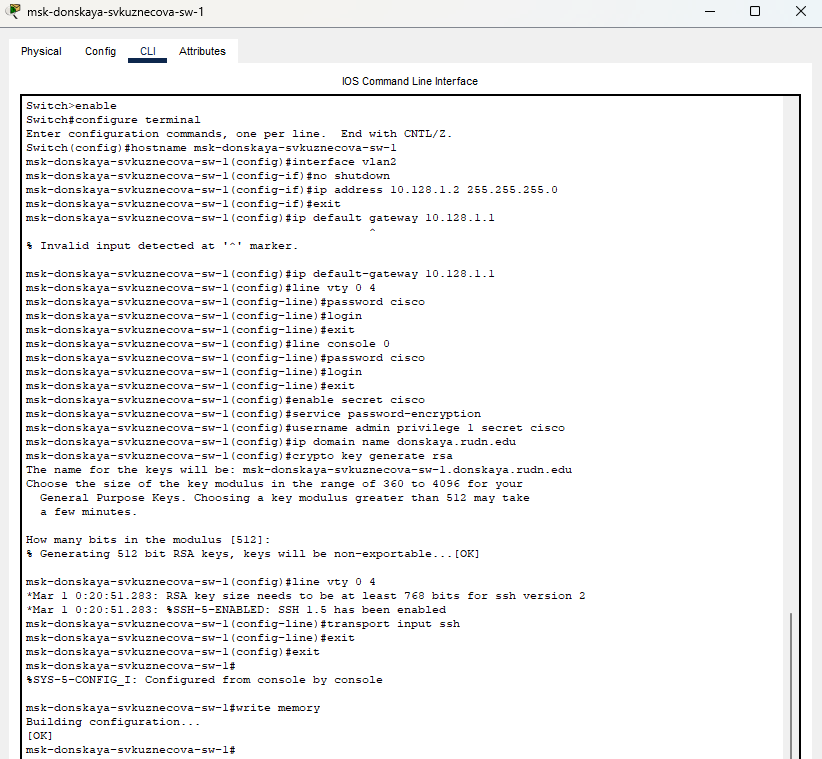 msk-donskaya-svkuznecova-sw-1
Physical Config CLI Attributes
IOS Command Line Interface
Switch>enable
Switch#configure terminal
Enter configuration commands, one per line.  End with CNTL/Z.
Switch(config)#hostname msk-donskaya-svkuznecova-sw-1
msk-donskaya-svkuznecova-sw-1(config)#interface vlan2
msk-donskaya-svkuznecova-sw-1(config-if)#no shutdown
msk-donskaya-svkuznecova-sw-1(config-if)#ip address 10.128.1.2 255.255.255.0
msk-donskaya-svkuznecova-sw-1(config-if)#exit
msk-donskaya-svkuznecova-sw-1(config)#ip default gateway 10.128.1.1
^
% Invalid input detected at '^' marker.
msk-donskaya-svkuznecova-sw-1(config)#ip default-gateway 10.128.1.1
msk-donskaya-svkuznecova-sw-1(config)#line vty 0 4
msk-donskaya-svkuznecova-sw-1(config-line)#password cisco
msk-donskaya-svkuznecova-sw-1(config-line)#login
msk-donskaya-svkuznecova-sw-1(config-line)#exit
msk-donskaya-svkuznecova-sw-1(config)#line console 0
msk-donskaya-svkuznecova-sw-1(config-line)#password cisco
msk-donskaya-svkuznecova-sw-1(config-line)#login
msk-donskaya-svkuznecova-sw-1(config-line)#exit
msk-donskaya-svkuznecova-sw-1(config)#enable secret cisco
msk-donskaya-svkuznecova-sw-1(config)#service password-encryption
msk-donskaya-svkuznecova-sw-1(config)#username admin privilege 1 secret cisco
msk-donskaya-svkuznecova-sw-1(config)#ip domain name donskaya.rudn.edu
msk-donskaya-svkuznecova-sw-1(config)#crypto key generate rsa
The name for the keys will be: msk-donskaya-svkuznecova-sw-1.donskaya.rudn.edu
Choose the size of the key modulus in the range of 360 to 4096 for your
General Purpose Keys. Choosing a key modulus greater than 512 may take
a few minutes.
How many bits in the modulus [512]:
% Generating 512 bit RSA keys, keys will be non-exportable...[OK]
msk-donskaya-svkuznecova-sw-1(config)#line vty 0 4
*Mar 1 0:20:51.283: RSA key size needs to be at least 768 bits for ssh version 2
*Mar 1 0:20:51.283: %SSH-5-ENABLED: SSH 1.5 has been enabled
msk-donskaya-svkuznecova-sw-1(config-line)#transport input ssh
msk-donskaya-svkuznecova-sw-1(config-line)#exit
msk-donskaya-svkuznecova-sw-1(config)#exit
msk-donskaya-svkuznecova-sw-1#
%SYS-5-CONFIG_I: Configured from console by console
msk-donskaya-svkuznecova-sw-1#write memory
Building configuration...
[OK]
msk-donskaya-svkuznecova-sw-1#